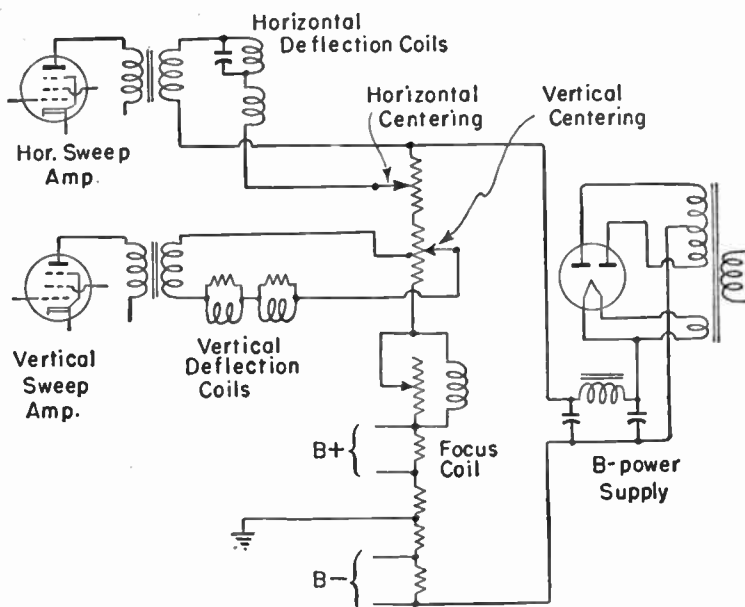 Horizontal
Deflection Coils
Horizontal
Centering
Vertical
Centering
Hor. Sweep
Amp.
Vertical
Sweep
Amp.
Vertical
Deflection
Coils
B+
Focus
Coil
B-power
Supply
B-